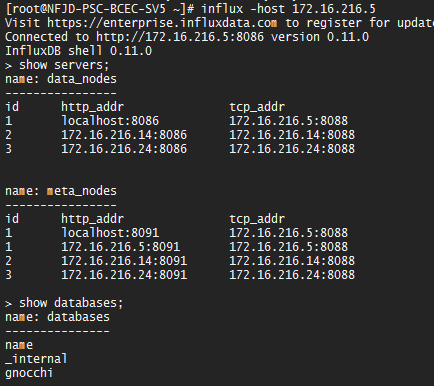 [root@NFJD-PSC-BCEC-SV5 ~]# influx -host 172.16.216.5
Visit https://enterprise.influxdata.com to register for update
Connected to http://172.16.216.5:8086 version 0.11.0
InfluxDB shell 0.11.0
> show servers;
name: data_nodes
----------------
id http_addr tcp_addr
1 localhost:8086 172.16.216.5:8088
2 172.16.216.14:8086 172.16.216.14:8088
3 172.16.216.24:8086 172.16.216.24:8088
name: meta_nodes
----------------
id http_addr tcp_addr
1 localhost:8091 172.16.216.5:8088
1 172.16.216.5:8091 172.16.216.5:8088
2 172.16.216.14:8091 172.16.216.14:8088
3 172.16.216.24:8091 172.16.216.24:8088
> show databases;
name: databases
---------------
name
_internal
gnocchi